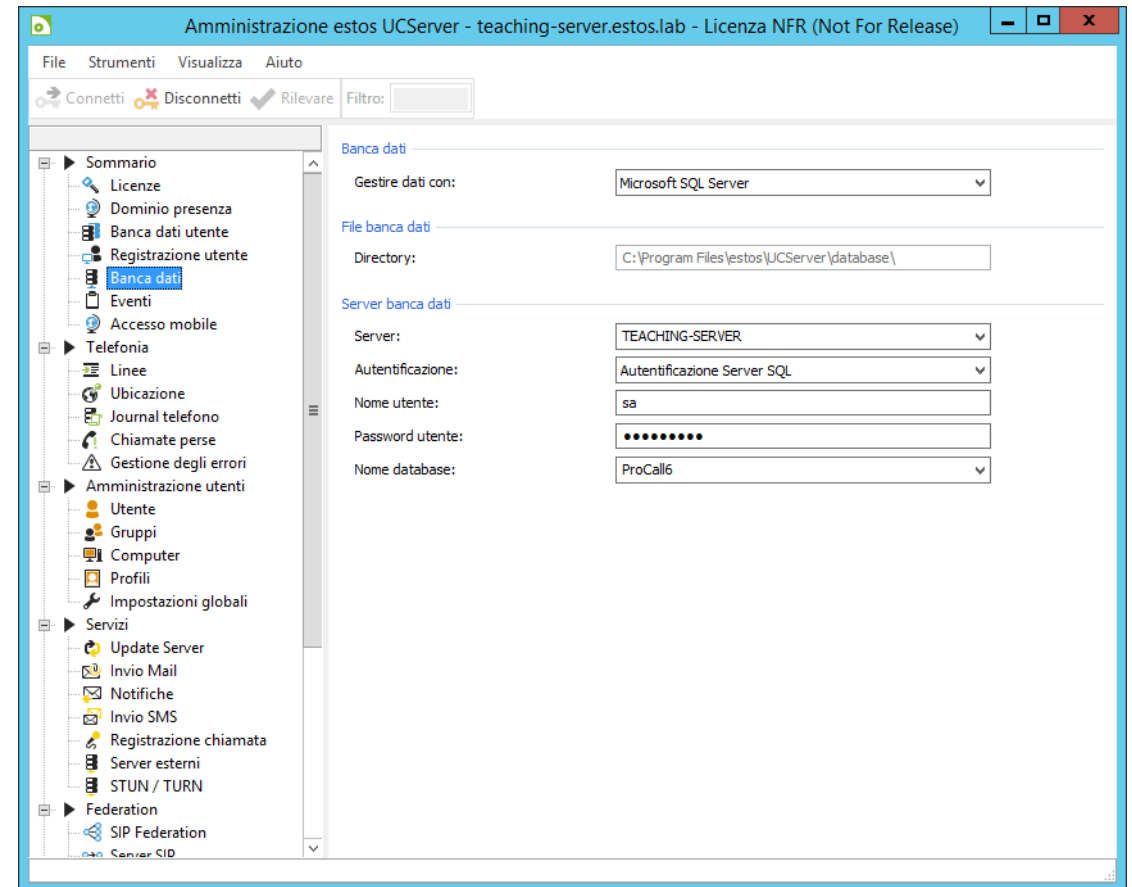 Amministrazione estos UCServer - teaching-server.estos.lab - Licenza NFR (Not For Release)
File Strumenti Visualizza Aiuto
Connetti Disconnetti Rilevare Filtro:
Sommario
Licenze
Dominio presenza
Banca dati utente
Registrazione utente
Banca dati
Eventi
Accesso mobile
Telefonia
Linee
Ubicazione
Journal telefono
Chiamate perse
Gestione degli errori
Amministrazione utenti
Utente
Gruppi
Computer
Profili
Impostazioni globali
Servizi
Update Server
Invio Mail
Notifiche
Invio SMS
Registrazione chiamata
Server esterni
STUN / TURN
Federation
SIP Federation
Server SIP
Banca dati
Gestire dati con: Microsoft SQL Server
File banca dati
Directory: C:\Program Files\estos\UCServer\database\
Server banca dati
Server: TEACHING-SERVER
Autentificazione: Autentificazione Server SQL
Nome utente: sa
Password utente: ●●●●●●●●●
Nome database: ProCall6